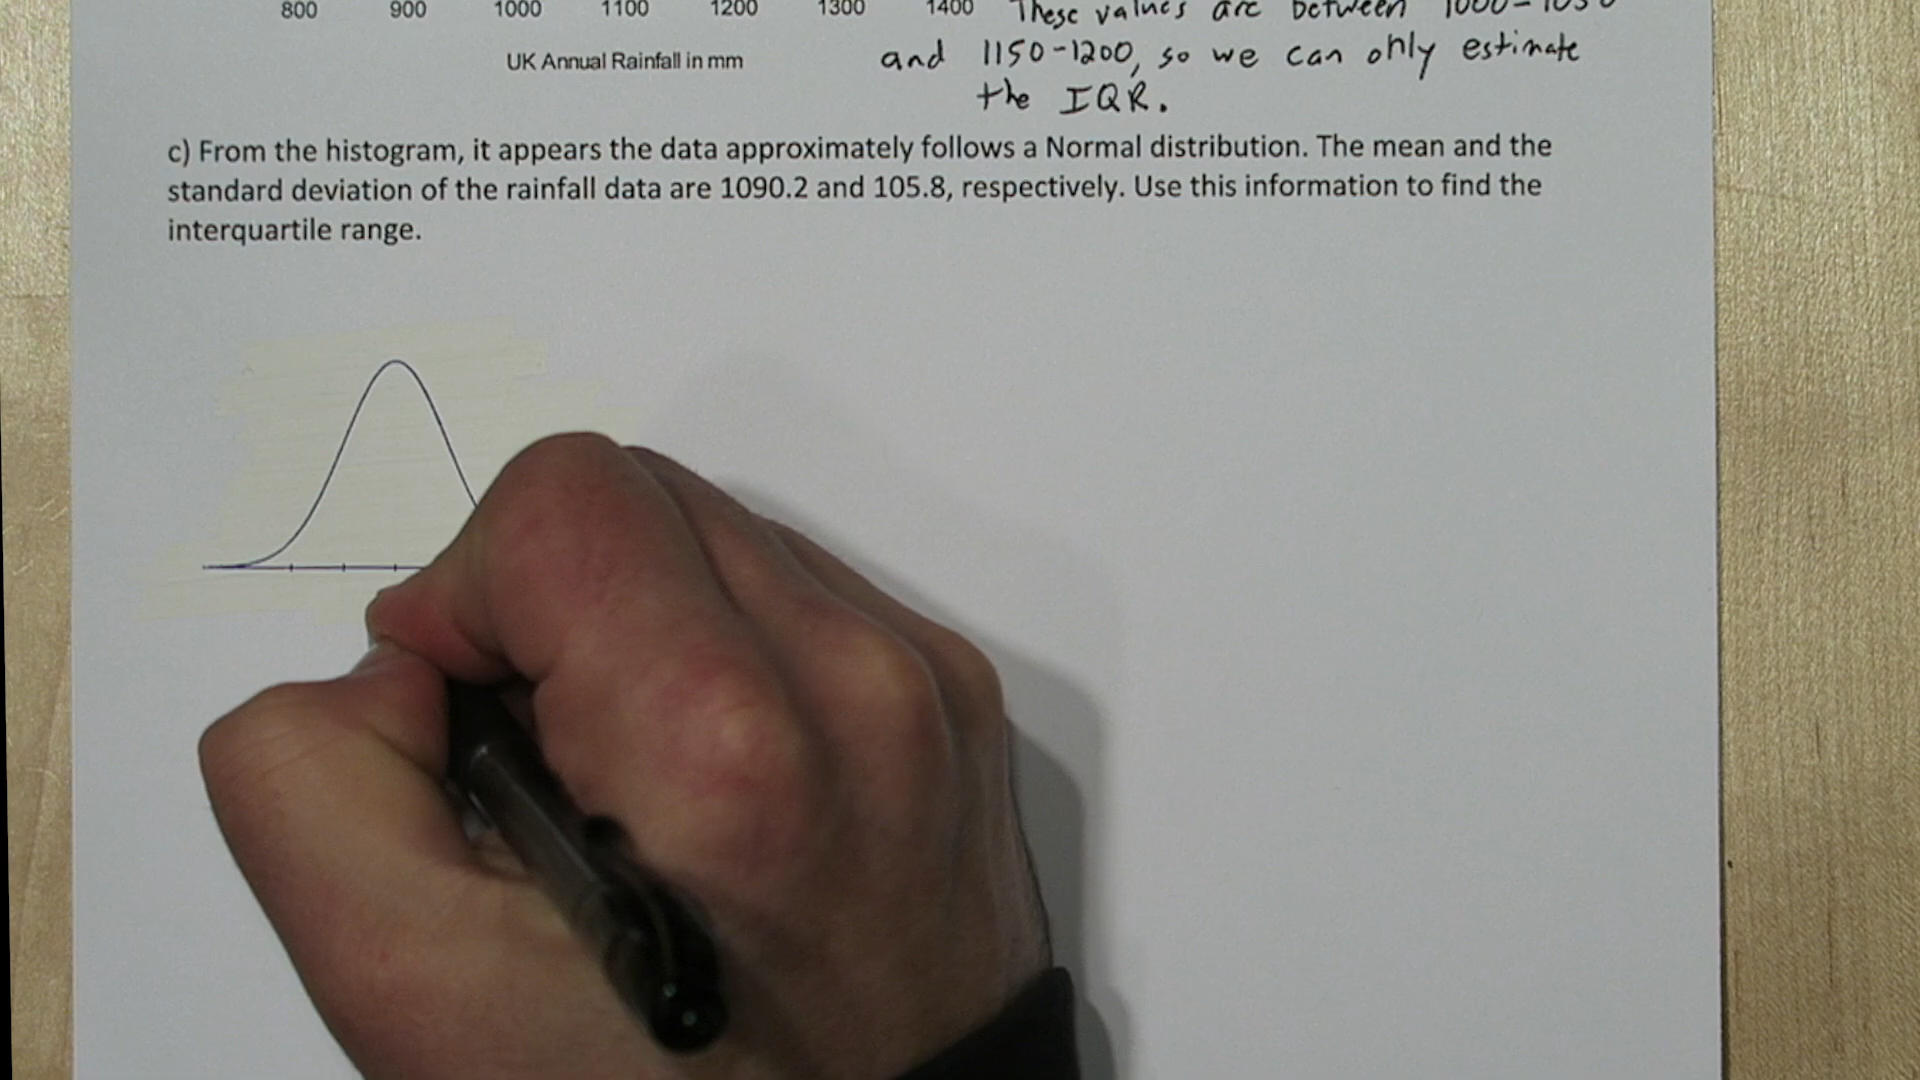 800 900 1000 1100 1200 1300 1400 These values are between 1000-1050
UK Annual Rainfall in mm and 1150-1200, so we can only estimate
the IQR.
c) From the histogram, it appears the data approximately follows a Normal distribution. The mean and the
standard deviation of the rainfall data are 1090.2 and 105.8, respectively. Use this information to find the
interquartile range.